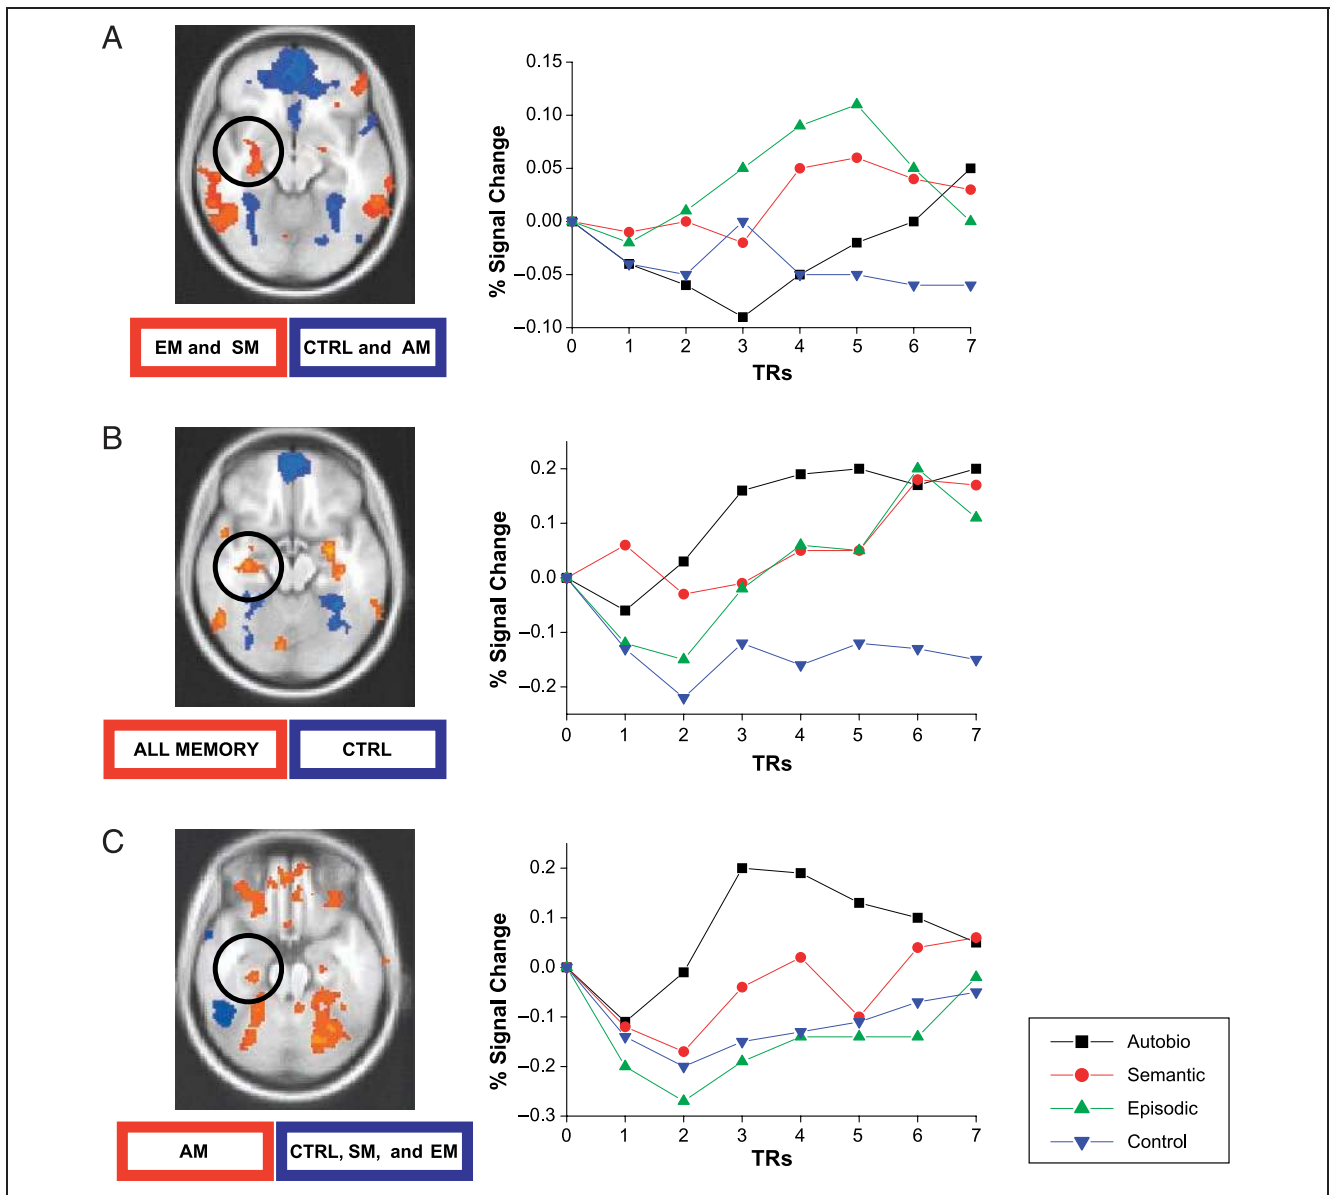 A
% Signal Change
0.15
0.10
0.05
0.00
−0.05
−0.10
0 1 2 3 4 5 6 7
TRs
EM and SM
CTRL and AM
B
% Signal Change
0.2
0.1
0.0
−0.1
−0.2
0 1 2 3 4 5 6 7
TRs
ALL MEMORY
CTRL
C
% Signal Change
0.2
0.1
0.0
−0.1
−0.2
−0.3
0 1 2 3 4 5 6 7
TRs
AM
CTRL, SM, and EM
Autobio
Semantic
Episodic
Control